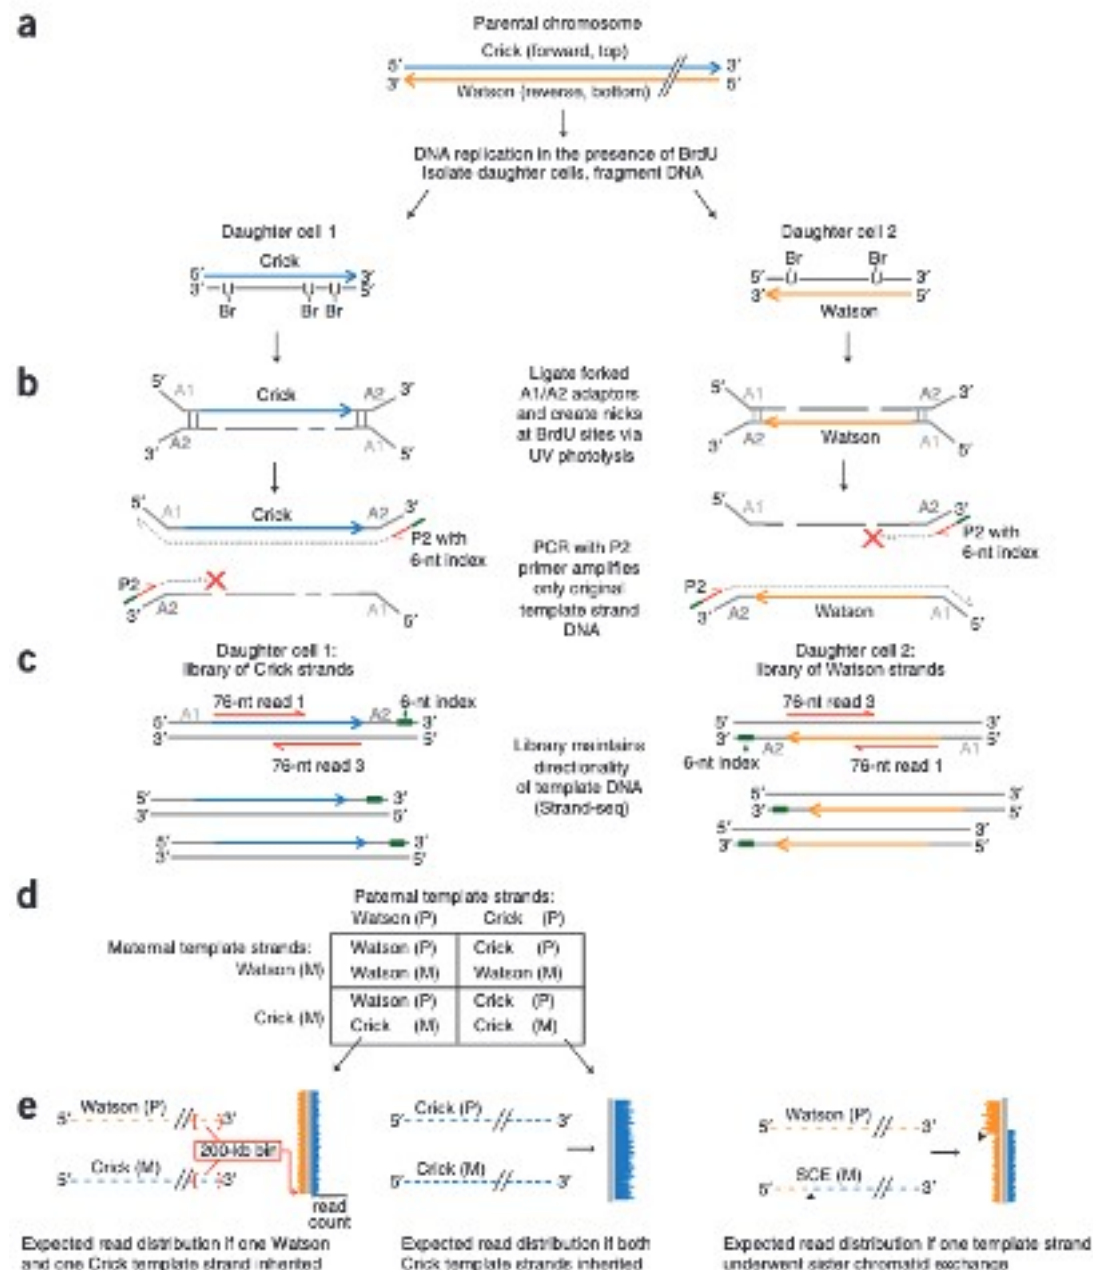 a
Parental chromosome
Crick (forward, top)
5′ 3′
3′ 5′
Watson (reverse, bottom)
DNA replication in the presence of BrdU
Isolate daughter cells, fragment DNA
Daughter cell 1
Crick
5′ 3′
3′ U U U 5′
Br Br Br
Daughter cell 2
Br Br
5′ U U 3′
3′ 5′
Watson
b
5′ A1 Crick A2 3′
3′ A2 A1 5′
Ligate forked
A1/A2 adaptors
and create nicks
at BrdU sites via
UV photolysis
5′ A1 A2 3′
3′ A2 Watson A1 5′
5′ A1 Crick A2 3′
P2 with
6-nt index
P2
3′ A2 A1 5′
PCR with P2
primer amplifies
only original
template strand
DNA
5′ A1 A2 3′
P2 with
6-nt index
P2
3′ A2 Watson A1 5′
c
Daughter cell 1:
library of Crick strands
76-nt read 1 6-nt index
5′ A1 A2 3′
3′ 5′
76-nt read 3
5′ 3′
3′ 5′
5′ 3′
3′ 5′
Library maintains
directionality
of template DNA
(Strand-seq)
Daughter cell 2:
library of Watson strands
76-nt read 3
5′ 3′
3′ A2 A1 5′
6-nt index 76-nt read 1
5′ 3′
3′ 5′
5′ 3′
3′ 5′
d
Paternal template strands:
Watson (P) Crick (P)
Maternal template strands:
Watson (M)
Watson (P) Crick (P)
Watson (M) Watson (M)
Crick (M)
Watson (P) Crick (P)
Crick (M) Crick (M)
e
Watson (P)
5′ 3′
200-kb bin
Crick (M)
5′ 3′
read
count
Expected read distribution if one Watson
and one Crick template strand inherited
Crick (P)
5′ 3′
Crick (M)
5′ 3′
Expected read distribution if both
Crick template strands inherited
Watson (P)
5′ 3′
SCE (M)
5′ 3′
Expected read distribution if one template strand
underwent sister chromatid exchange